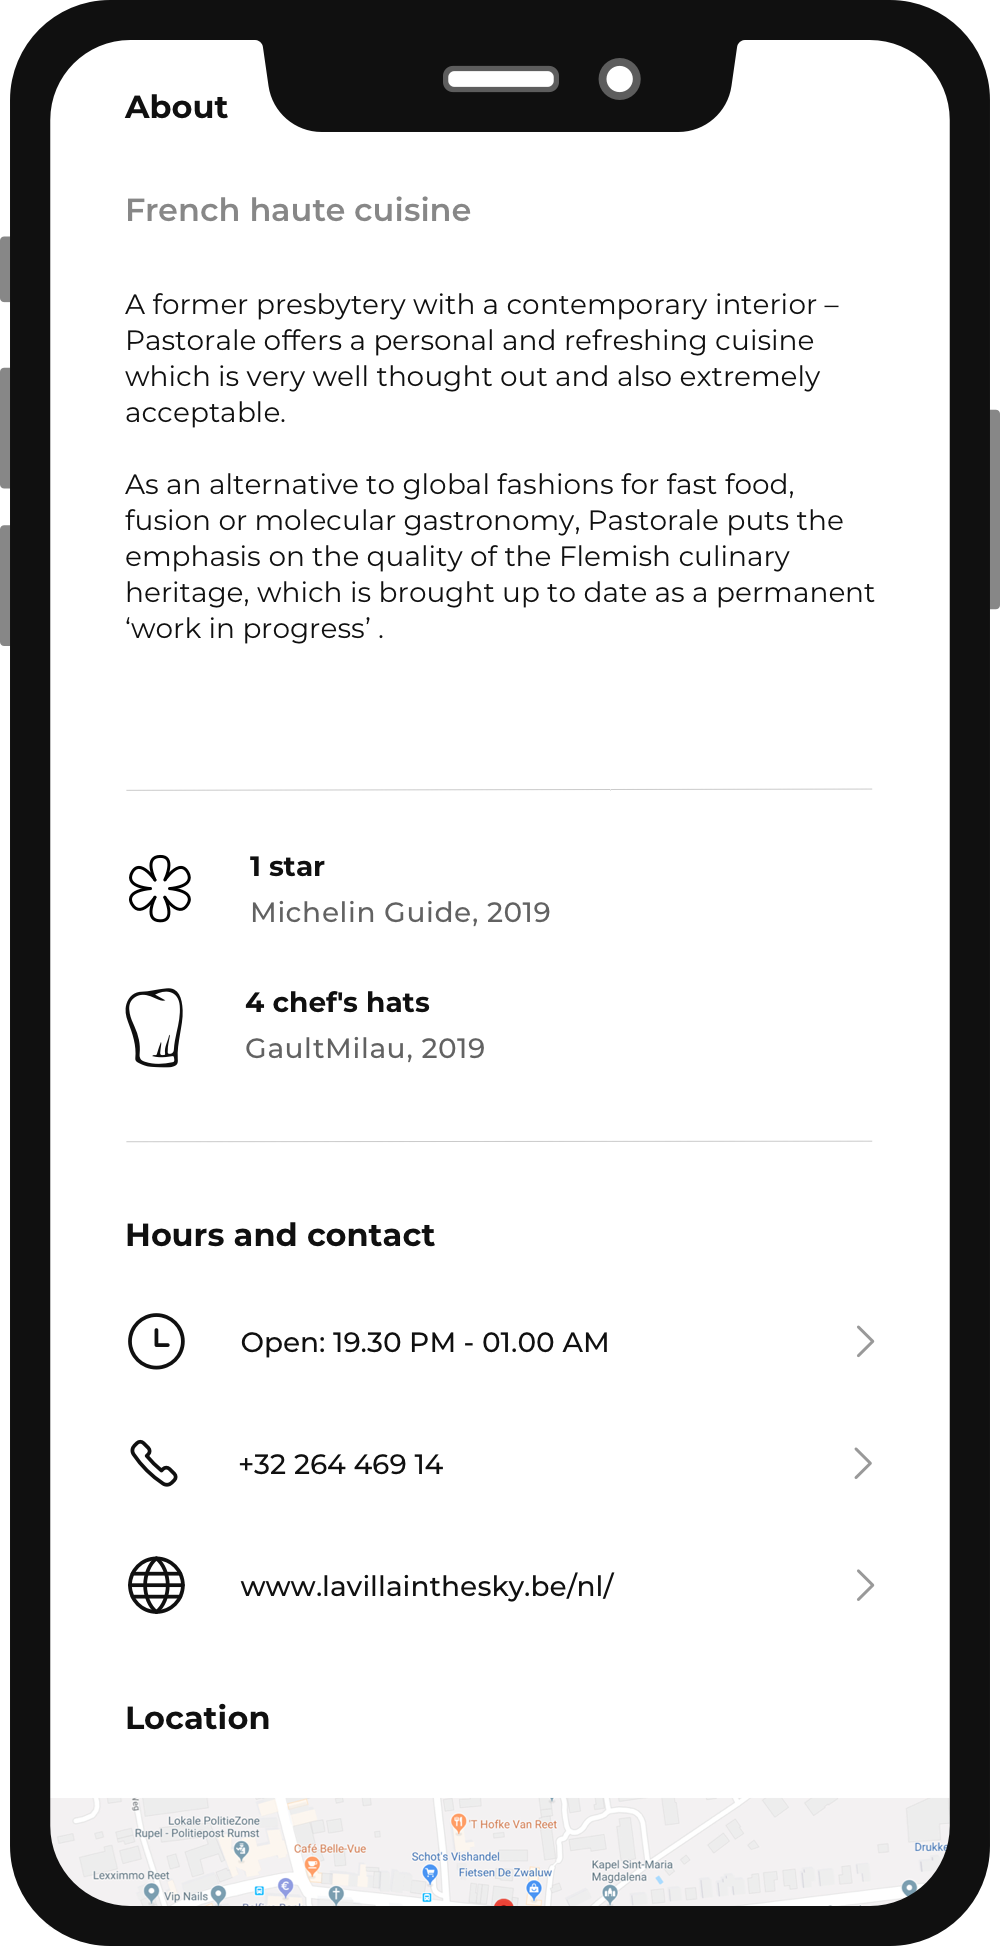 About
French haute cuisine
A former presbytery with a contemporary interior –
Pastorale offers a personal and refreshing cuisine
which is very well thought out and also extremely
acceptable.
As an alternative to global fashions for fast food,
fusion or molecular gastronomy, Pastorale puts the
emphasis on the quality of the Flemish culinary
heritage, which is brought up to date as a permanent
‘work in progress’ .
1 star
Michelin Guide, 2019
4 chef's hats
GaultMilau, 2019
Hours and contact
Open: 19.30 PM - 01.00 AM
+32 264 469 14
www.lavillainthesky.be/nl/
Location
Lokale PolitieZone
Rupel - Politiepost Rumst
'T Hofke Van Reet
Café Belle-Vue
Schot's Vishandel
Drukke
Kapel Sint-Maria
Magdalena
Fietsen De Zwaluw
Lexximmo Reet
Vip Nails